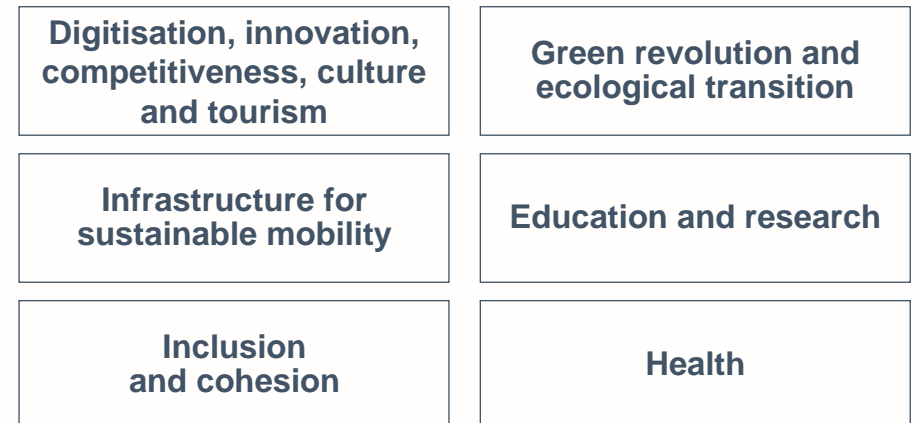 Digitisation, innovation,
competitiveness, culture
and tourism
Green revolution and
ecological transition
Infrastructure for
sustainable mobility
Education and research
Inclusion
and cohesion
Health